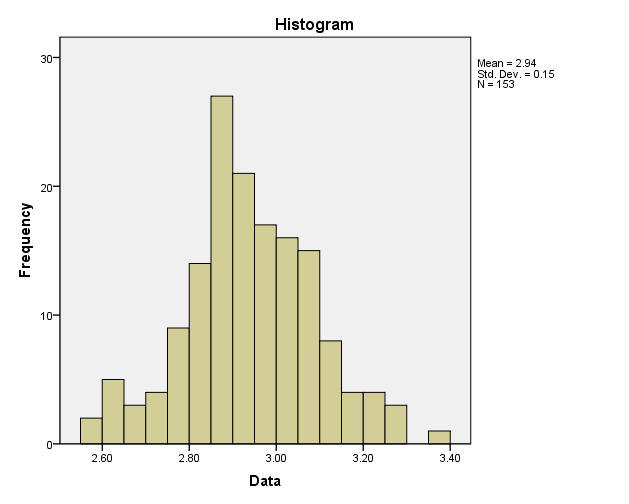 Histogram
Mean = 2.94
Std. Dev. = 0.15
N = 153
30
20
10
0
Frequency
2.60 2.80 3.00 3.20 3.40
Data